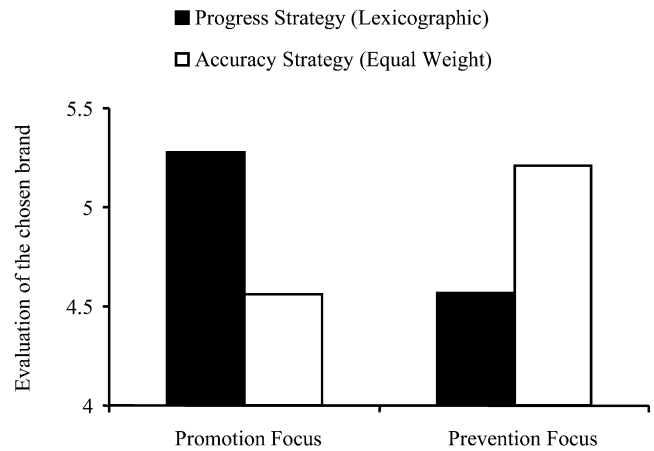 Progress Strategy (Lexicographic)
Accuracy Strategy (Equal Weight)
Evaluation of the chosen brand
5.5
5
4.5
4
Promotion Focus
Prevention Focus